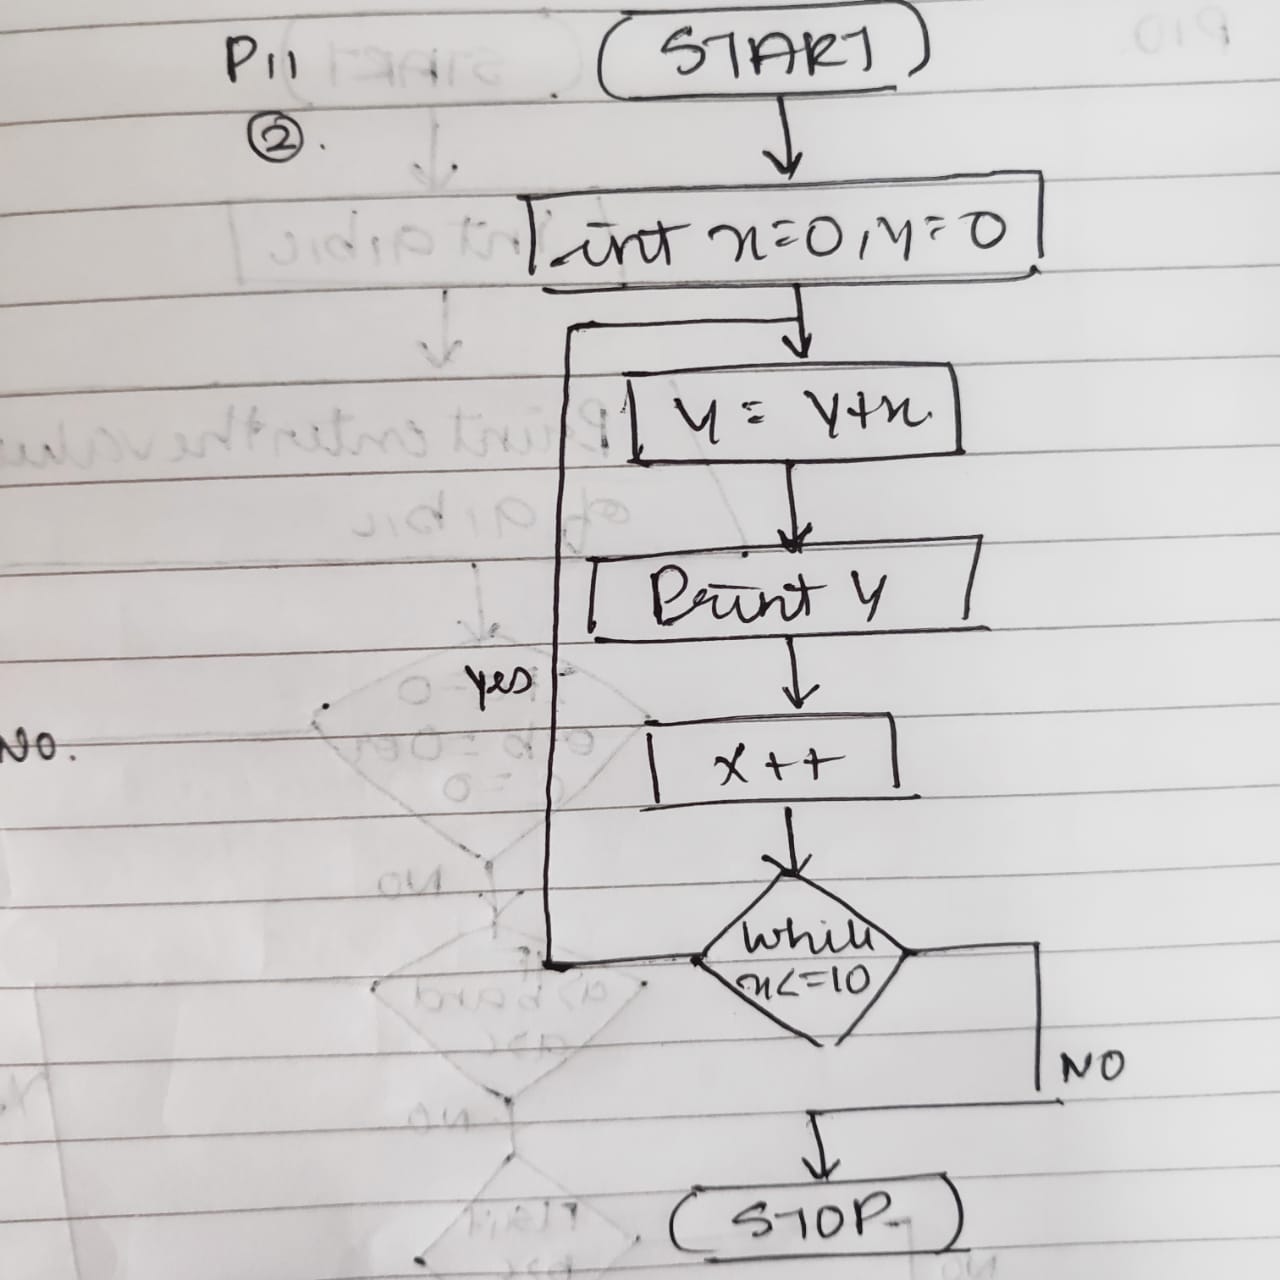 P11
START
②.
int x=0,y=0
y = y+x
Print y
yes
No.
x++
while
x<=10
NO
STOP